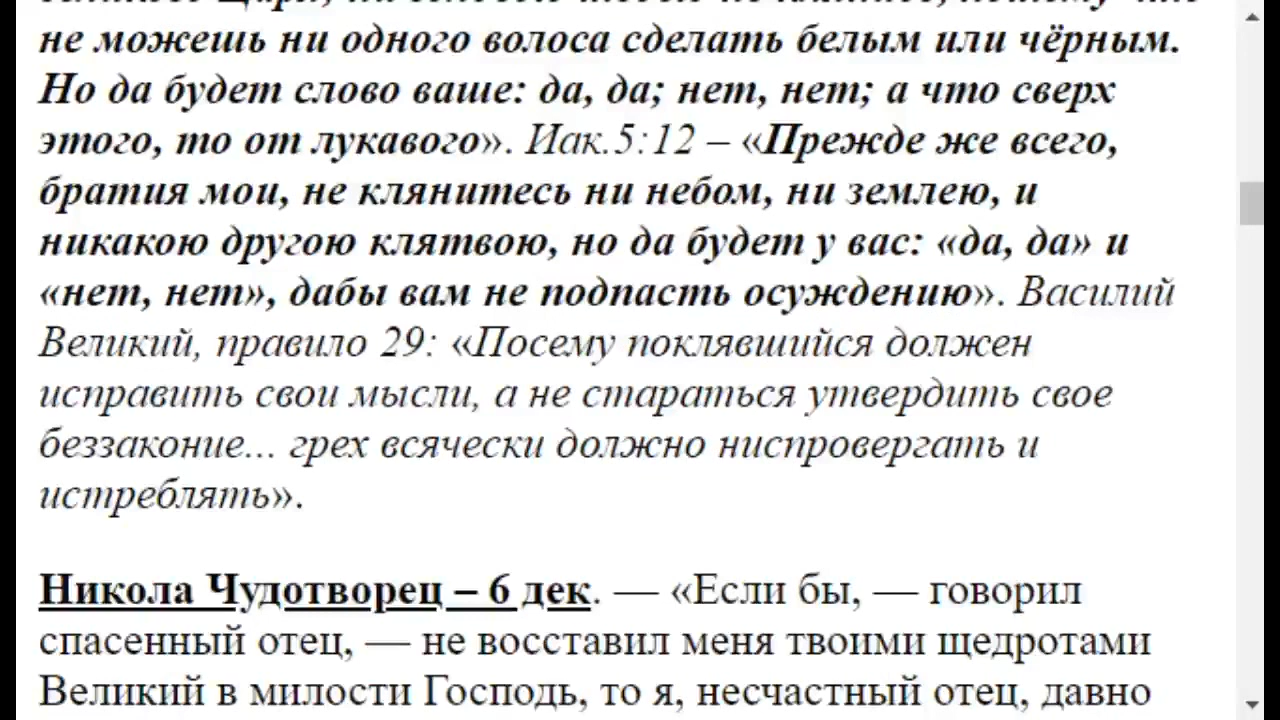 не можешь ни одного волоса сделать белым или чёрным.
Но да будет слово ваше: да, да; нет, нет; а что сверх
этого, то от лукавого». Иак.5:12 – «Прежде же всего,
братия мои, не клянитесь ни небом, ни землею, и
никакою другою клятвою, но да будет у вас: «да, да» и
«нет, нет», дабы вам не подпасть осуждению». Василий
Великий, правило 29: «Посему поклявшийся должен
исправить свои мысли, а не стараться утвердить свое
беззаконие... грех всячески должно ниспровергать и
истреблять».
Никола Чудотворец – 6 дек. — «Если бы, — говорил
спасенный отец, — не восставил меня твоими щедротами
Великий в милости Господь, то я, несчастный отец, давно